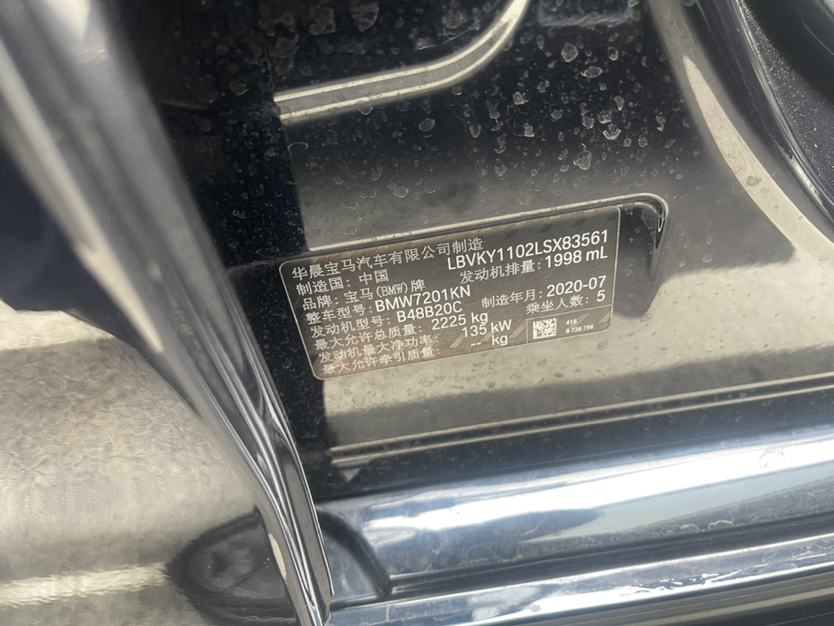 华晨宝马汽车有限公司制造
LBVKY1102LSX83561
制造国：中国
发动机排量：1998 mL
品牌：宝马(BMW)牌
整车型号：BMW7201KN
制造年月：2020-07
发动机型号：B48B20C
乘坐人数：5
最大允许总质量：2225 kg
发动机最大净功率：135 kW
最大允许牵引质量：-- kg
416
8 736 756